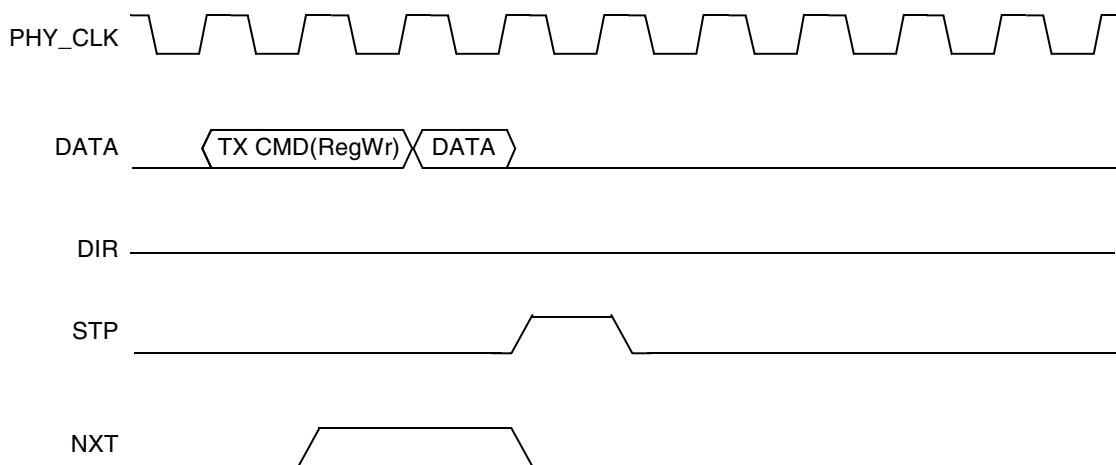 PHY_CLK
DATA
TX CMD(RegWr)
DATA
DIR
STP
NXT